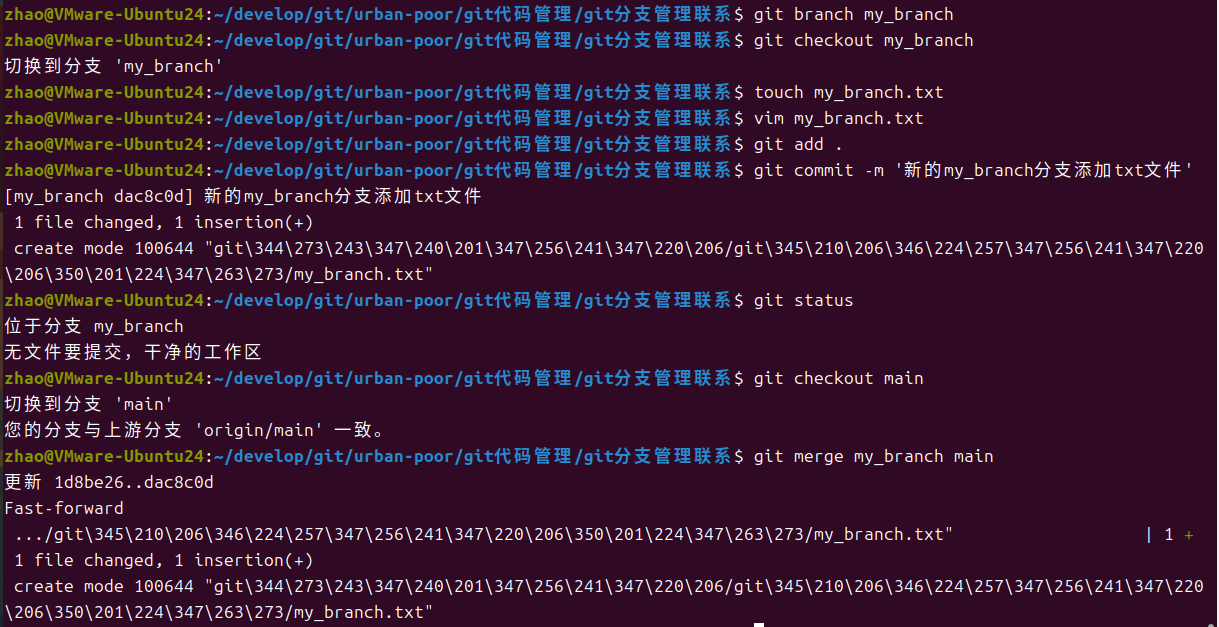 zhao@VMware-Ubuntu24:~/develop/git/urban-poor/git代码管理/git分支管理联系$ git branch my_branch
zhao@VMware-Ubuntu24:~/develop/git/urban-poor/git代码管理/git分支管理联系$ git checkout my_branch
切换到分支 'my_branch'
zhao@VMware-Ubuntu24:~/develop/git/urban-poor/git代码管理/git分支管理联系$ touch my_branch.txt
zhao@VMware-Ubuntu24:~/develop/git/urban-poor/git代码管理/git分支管理联系$ vim my_branch.txt
zhao@VMware-Ubuntu24:~/develop/git/urban-poor/git代码管理/git分支管理联系$ git add .
zhao@VMware-Ubuntu24:~/develop/git/urban-poor/git代码管理/git分支管理联系$ git commit -m '新的my_branch分支添加txt文件'
[my_branch dac8c0d] 新的my_branch分支添加txt文件
 1 file changed, 1 insertion(+)
 create mode 100644 "git\344\273\243\347\240\201\347\256\241\347\220\206/git\345\210\206\346\224\257\347\256\241\347\220
\206\350\201\224\347\263\273/my_branch.txt"
zhao@VMware-Ubuntu24:~/develop/git/urban-poor/git代码管理/git分支管理联系$ git status
位于分支 my_branch
无文件要提交，干净的工作区
zhao@VMware-Ubuntu24:~/develop/git/urban-poor/git代码管理/git分支管理联系$ git checkout main
切换到分支 'main'
您的分支与上游分支 'origin/main' 一致。
zhao@VMware-Ubuntu24:~/develop/git/urban-poor/git代码管理/git分支管理联系$ git merge my_branch main
更新 1d8be26..dac8c0d
Fast-forward
 .../git\345\210\206\346\224\257\347\256\241\347\220\206\350\201\224\347\263\273/my_branch.txt" | 1 +
 1 file changed, 1 insertion(+)
 create mode 100644 "git\344\273\243\347\240\201\347\256\241\347\220\206/git\345\210\206\346\224\257\347\256\241\347\220
\206\350\201\224\347\263\273/my_branch.txt"